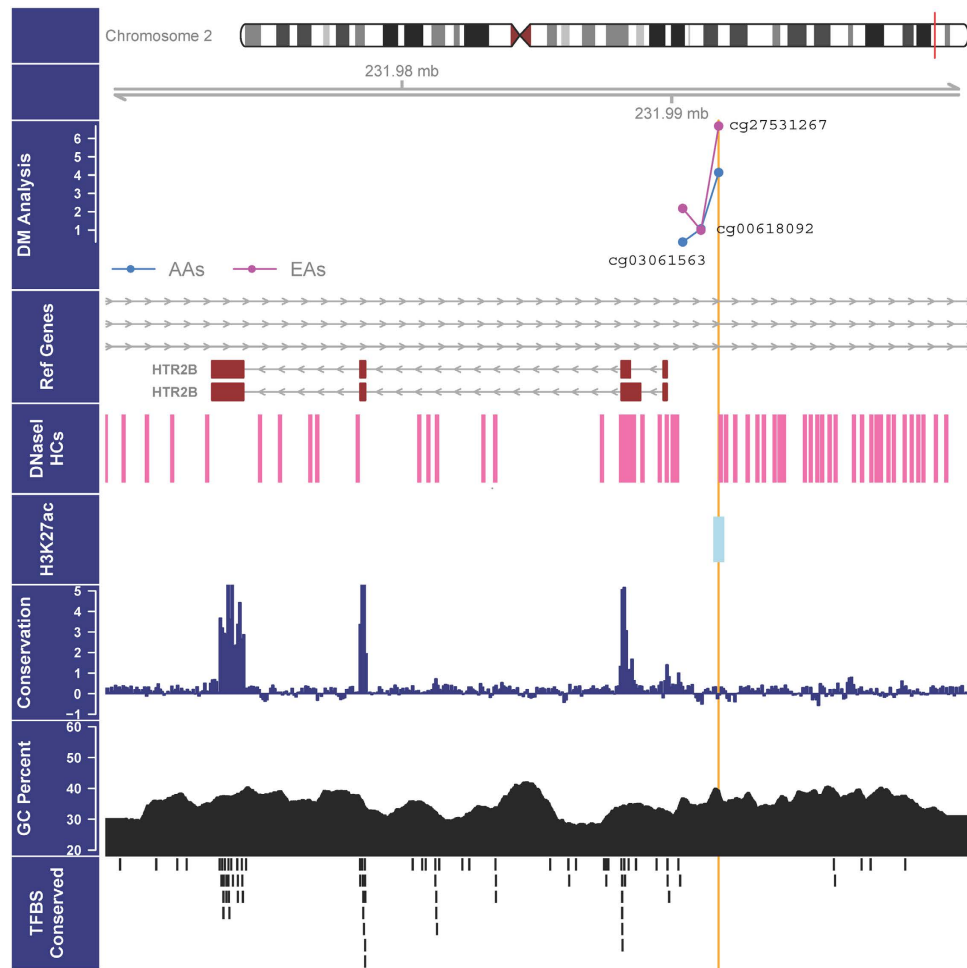 Chromosome 2
231.98 mb
231.99 mb
DM Analysis
6
5
4
3
2
1
cg27531267
cg00618092
cg03061563
AAs
EAs
Ref Genes
HTR2B
HTR2B
DNaseI
HCs
H3K27ac
Conservation
5
4
3
2
1
0
−1
GC Percent
60
50
40
30
20
TFBS
Conserved